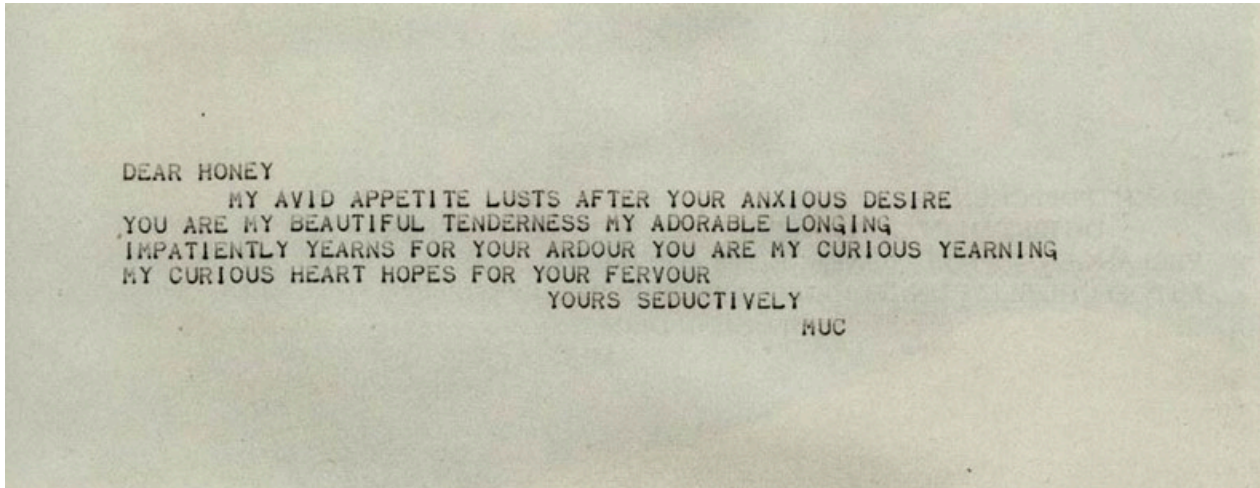 DEAR HONEY
MY AVID APPETITE LUSTS AFTER YOUR ANXIOUS DESIRE
YOU ARE MY BEAUTIFUL TENDERNESS MY ADORABLE LONGING
IMPATIENTLY YEARNS FOR YOUR ARDOUR YOU ARE MY CURIOUS YEARNING
MY CURIOUS HEART HOPES FOR YOUR FERVOUR
YOURS SEDUCTIVELY
MUC